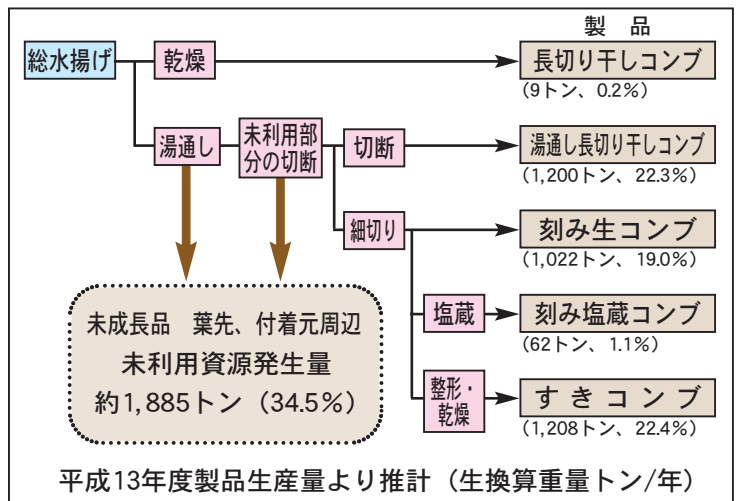 製　品
総水揚げ
乾燥
長切り干しコンブ
(9トン、0.2%)
湯通し
未利用部
分の切断
切断
湯通し長切り干しコンブ
(1,200トン、22.3%)
細切り
刻み生コンブ
(1,022トン、19.0%)
塩蔵
刻み塩蔵コンブ
(62トン、1.1%)
整形・
乾燥
すきコンブ
(1,208トン、22.4%)
未成長品　葉先、付着元周辺
未利用資源発生量
約1,885トン（34.5%）
平成13年度製品生産量より推計（生換算重量トン/年）